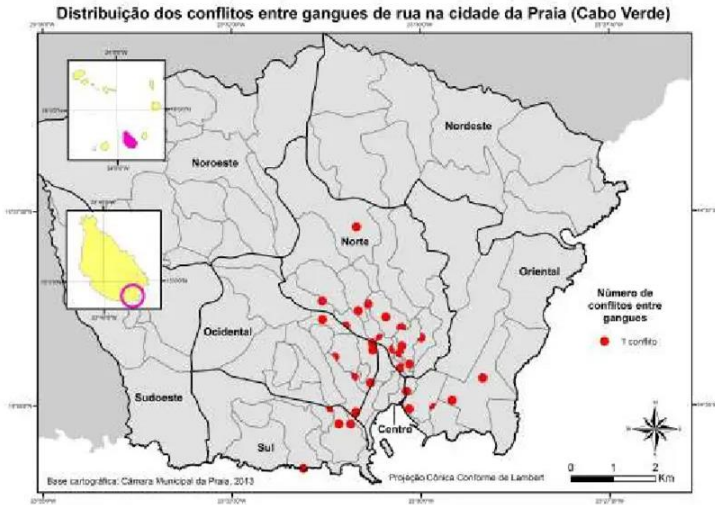 Distribuição dos conflitos entre gangues de rua na cidade da Praia (Cabo Verde)
Nordeste
Noroeste
Norte
Oriental
Número de
conflitos entre
gangues
1 conflito
Ocidental
Sudoeste
Centro
Sul
0 1 2
Km
Base cartográfica: Câmara Municipal da Praia, 2013
Projeção Cônica Conforme de Lambert